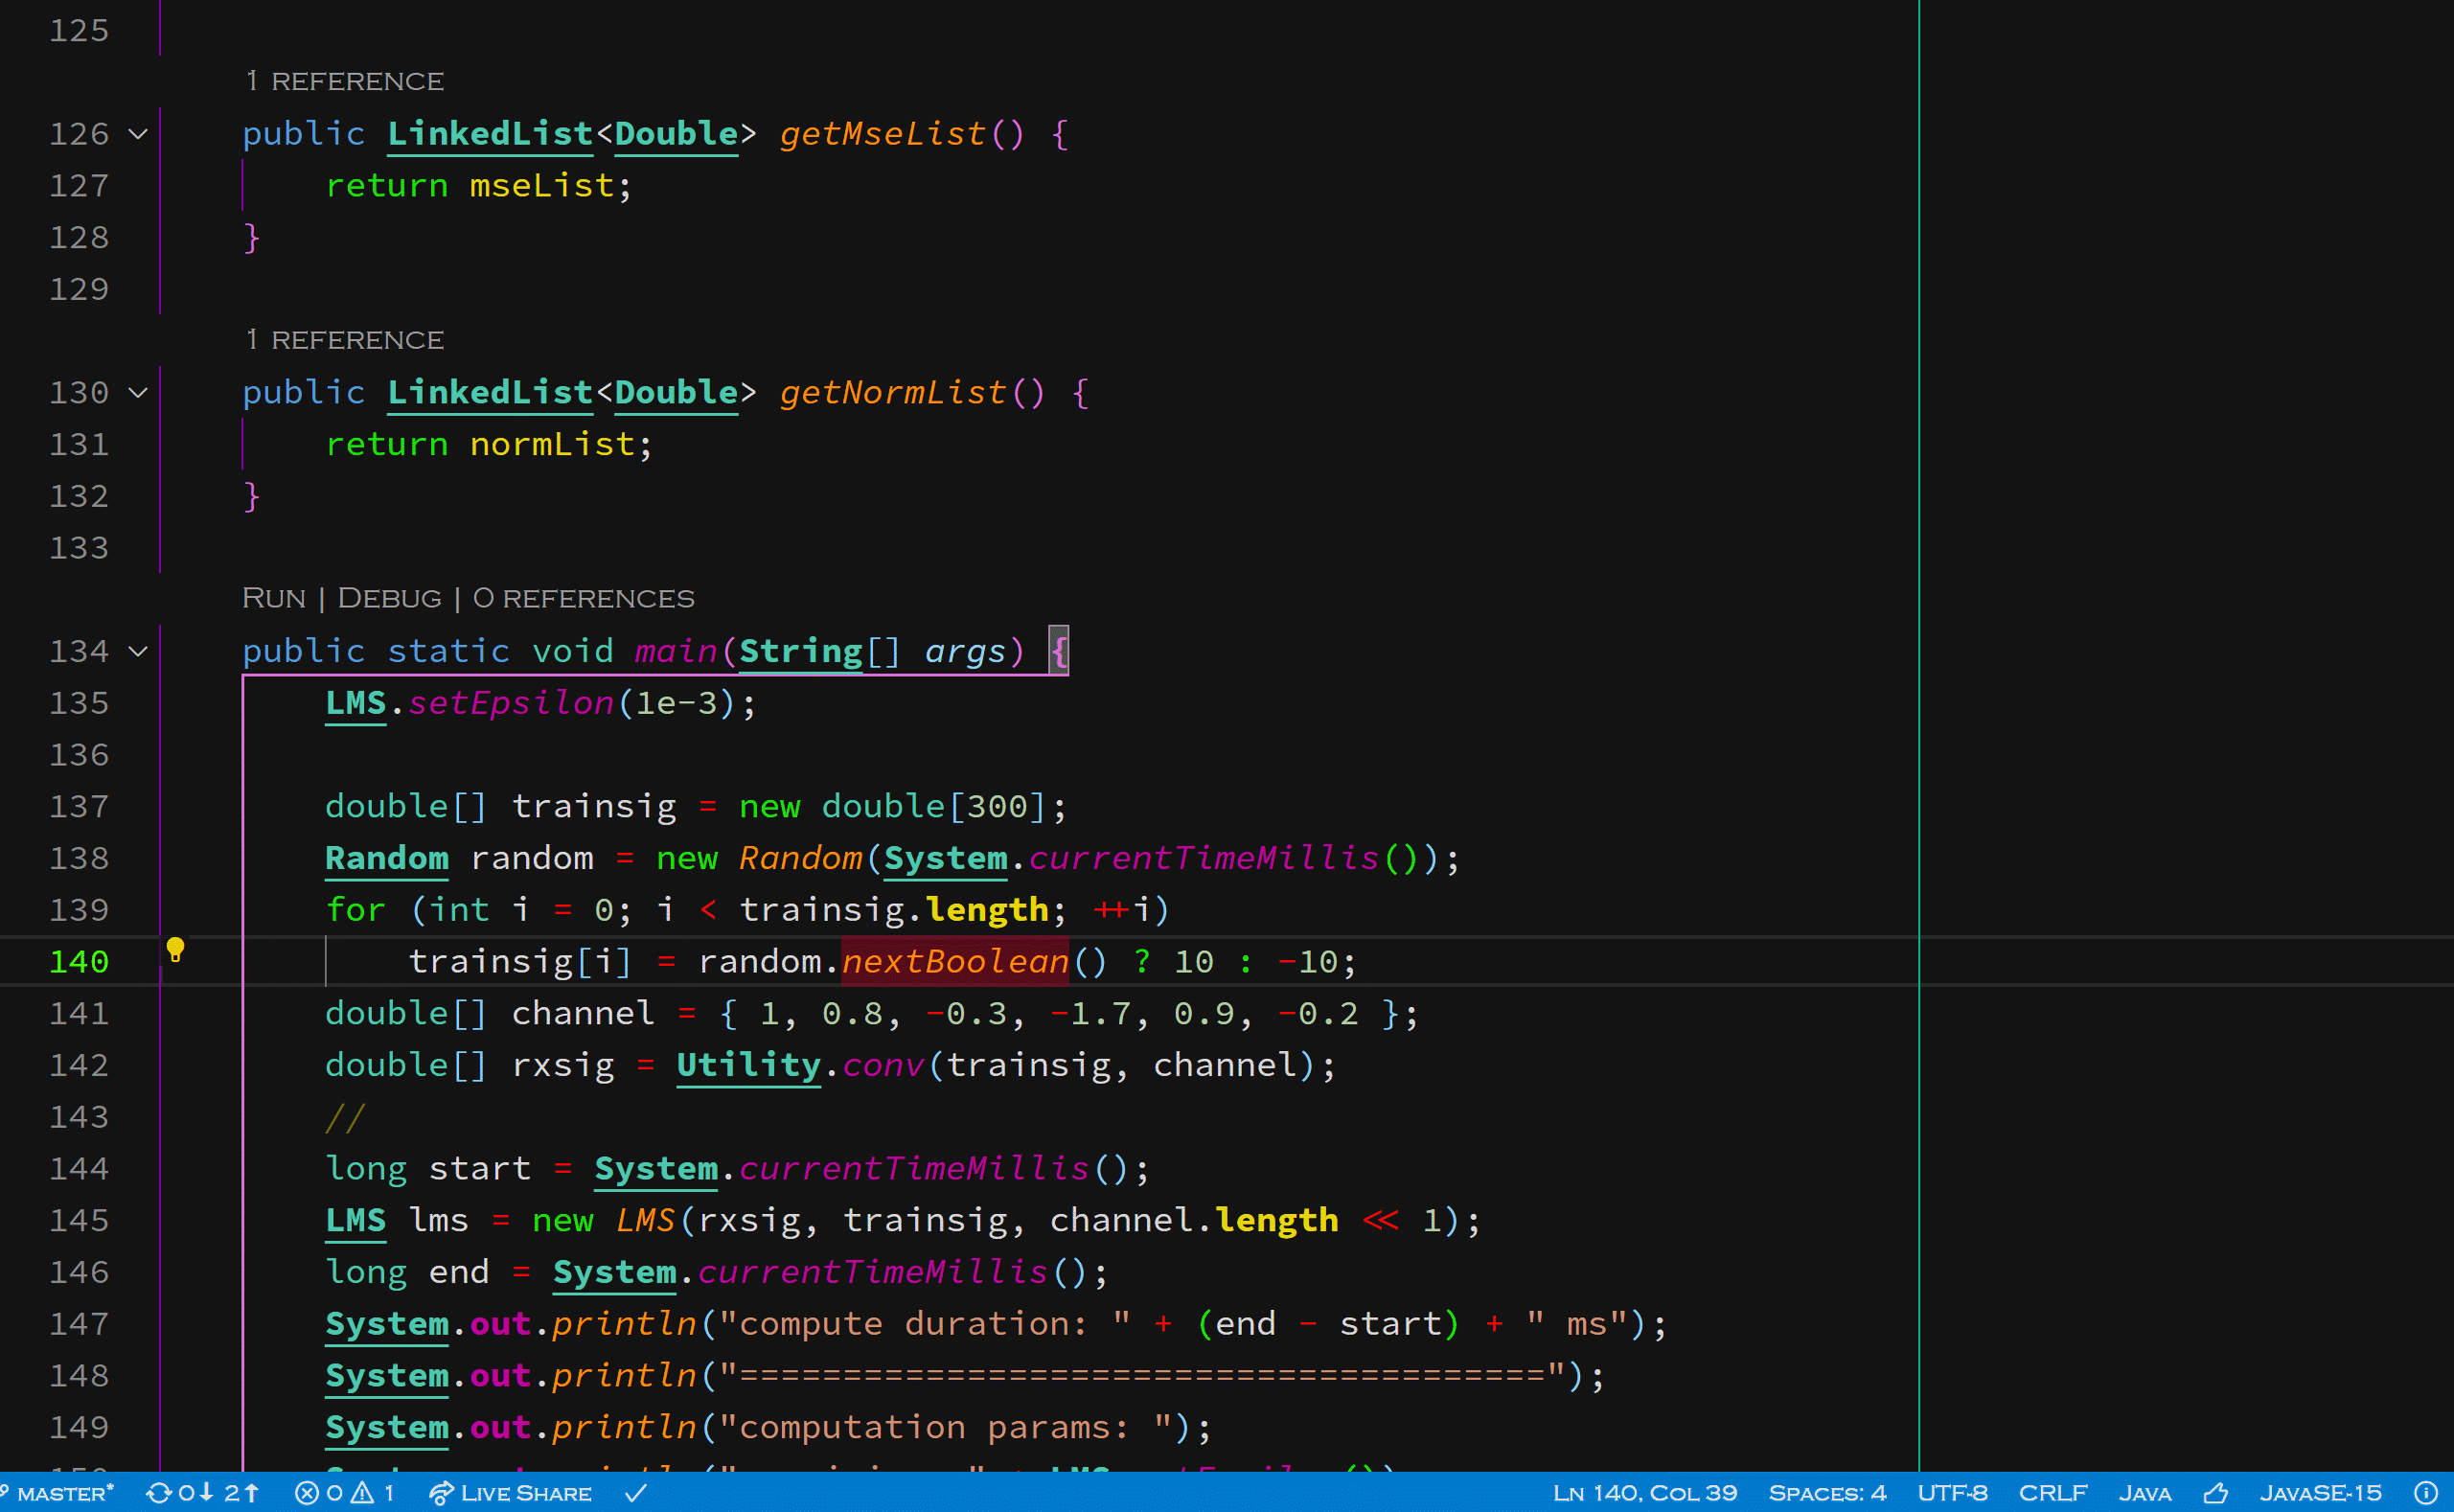 125
1 reference
126 public LinkedList<Double> getMseList() {
127 return mseList;
128 }
129
1 reference
130 public LinkedList<Double> getNormList() {
131 return normList;
132 }
133
Run | Debug | 0 references
134 public static void main(String[] args) {
135 LMS.setEpsilon(1e-3);
136
137 double[] trainsig = new double[300];
138 Random random = new Random(System.currentTimeMillis());
139 for (int i = 0; i < trainsig.length; ++i)
140 trainsig[i] = random.nextBoolean() ? 10 : -10;
141 double[] channel = { 1, 0.8, -0.3, -1.7, 0.9, -0.2 };
142 double[] rxsig = Utility.conv(trainsig, channel);
143 //
144 long start = System.currentTimeMillis();
145 LMS lms = new LMS(rxsig, trainsig, channel.length << 1);
146 long end = System.currentTimeMillis();
147 System.out.println("compute duration: " + (end - start) + " ms");
148 System.out.println("=======================================");
149 System.out.println("computation params: ");
master* 0↓ 2↑ 0 1 Live Share Ln 140, Col 39 Spaces: 4 UTF-8 CRLF Java JavaSE-15